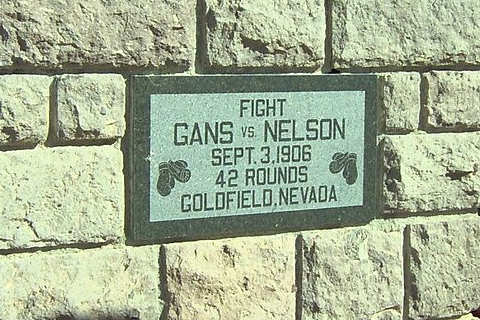 FIGHT
GANS VS. NELSON
SEPT. 3, 1906
42 ROUNDS
GOLDFIELD, NEVADA